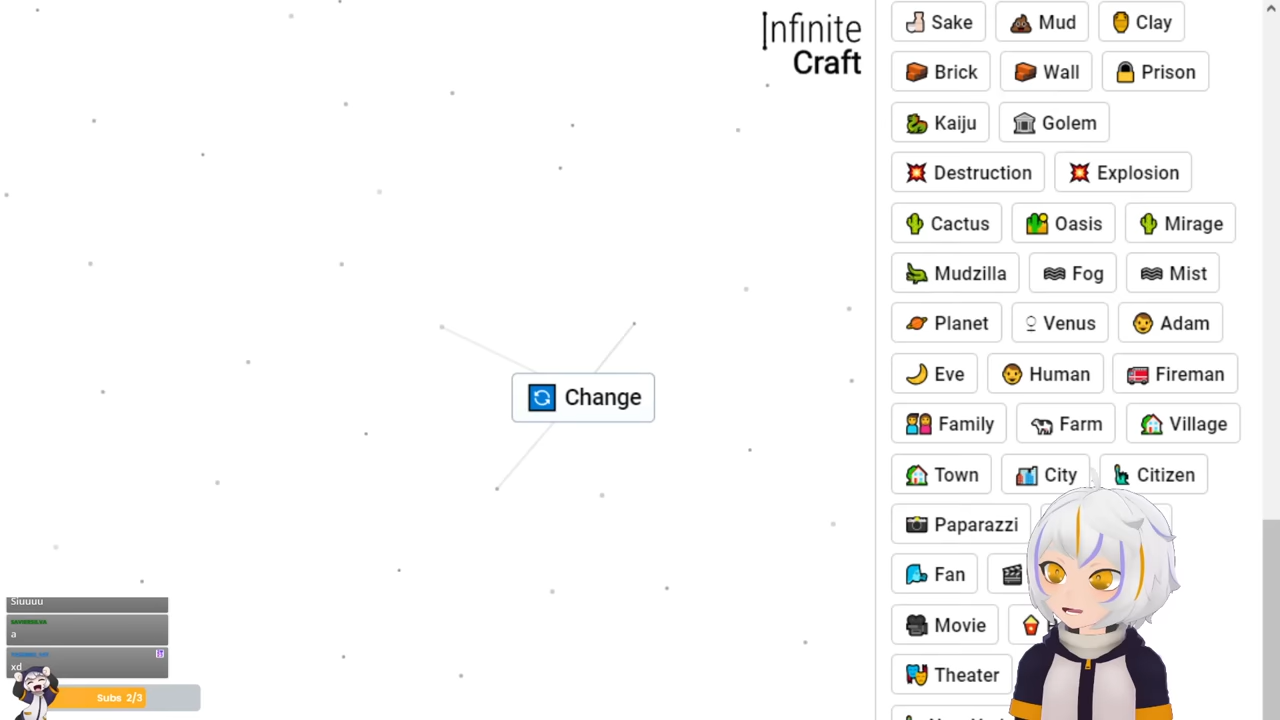 Infinite
Craft
Sake
Mud
Clay
Brick
Wall
Prison
Kaiju
Golem
Destruction
Explosion
Cactus
Oasis
Mirage
Mudzilla
Fog
Mist
Planet
Venus
Adam
Eve
Human
Fireman
Change
Family
Farm
Village
Town
City
Citizen
Paparazzi
Fan
Movie
Theater
Siuuuu
a
xd
Subs 2/3